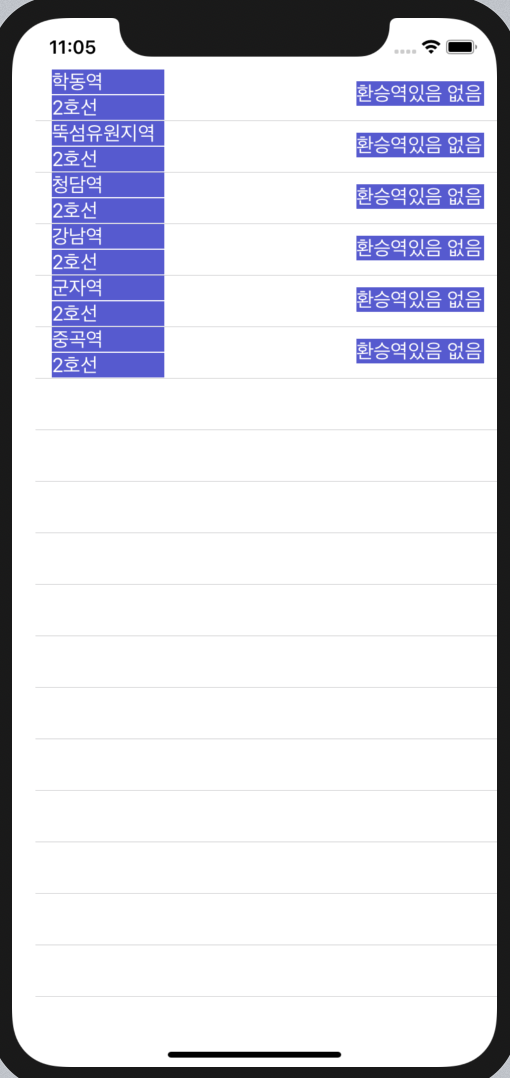 11:05
학동역
2호선
환승역있음 없음
뚝섬유원지역
2호선
환승역있음 없음
청담역
2호선
환승역있음 없음
강남역
2호선
환승역있음 없음
군자역
2호선
환승역있음 없음
중곡역
2호선
환승역있음 없음